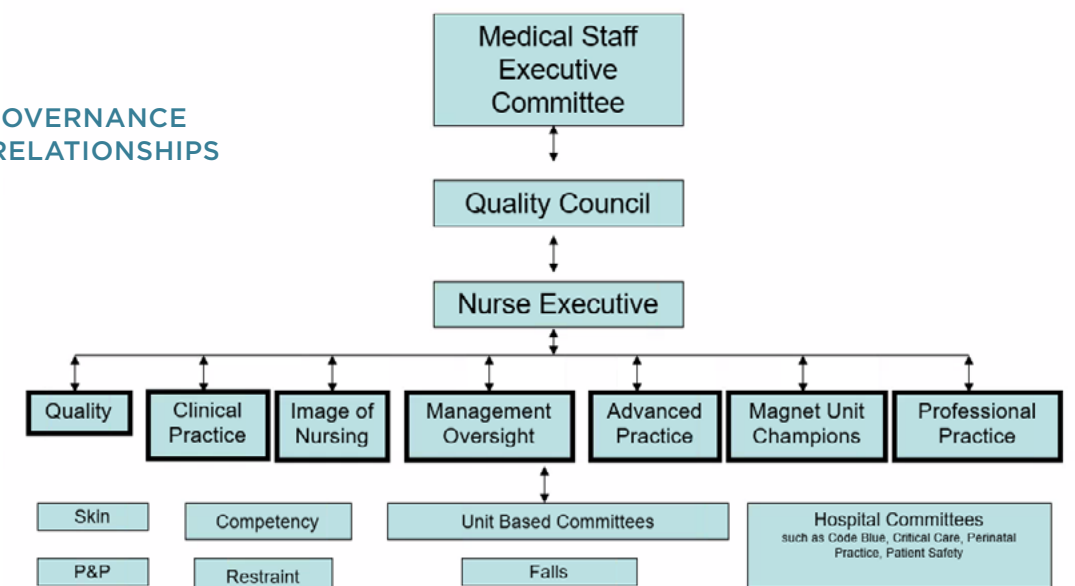 OVERNANCE
RELATIONSHIPS
Medical Staff
Executive
Committee
Quality Council
Nurse Executive
Quality
Clinical
Practice
Image of
Nursing
Management
Oversight
Advanced
Practice
Magnet Unit
Champions
Professional
Practice
Skin
Competency
Unit Based Committees
Hospital Committees
such as Code Blue, Critical Care, Perinatal
Practice, Patient Safety
P&P
Restraint
Falls